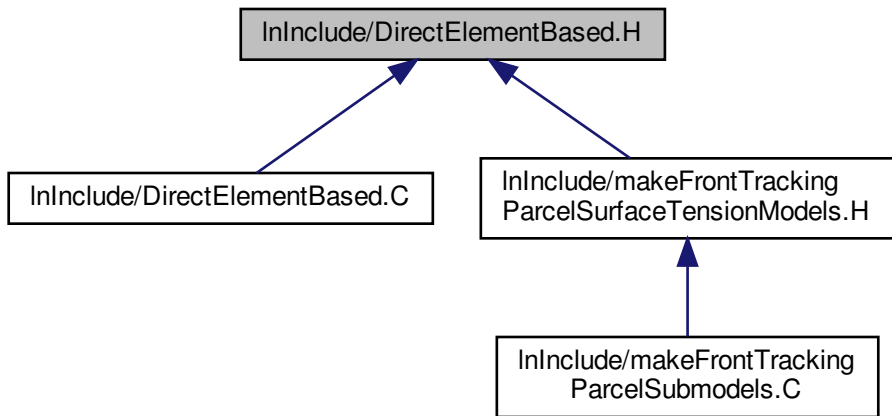 lnInclude/DirectElementBased.H
lnInclude/DirectElementBased.C
lnInclude/makeFrontTracking
ParcelSurfaceTensionModels.H
lnInclude/makeFrontTracking
ParcelSubmodels.C